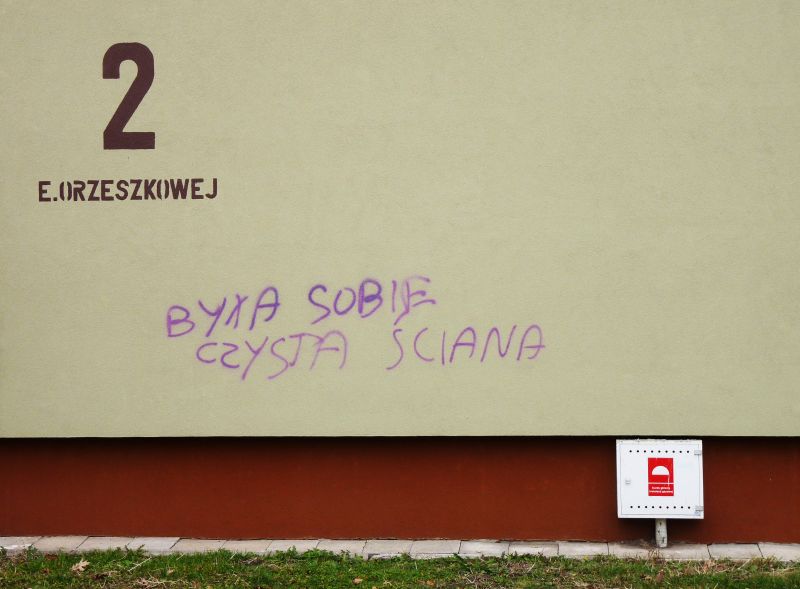 2
E.ORZESZKOWEJ
BYŁA SOBIE
CZYSTA ŚCIANA